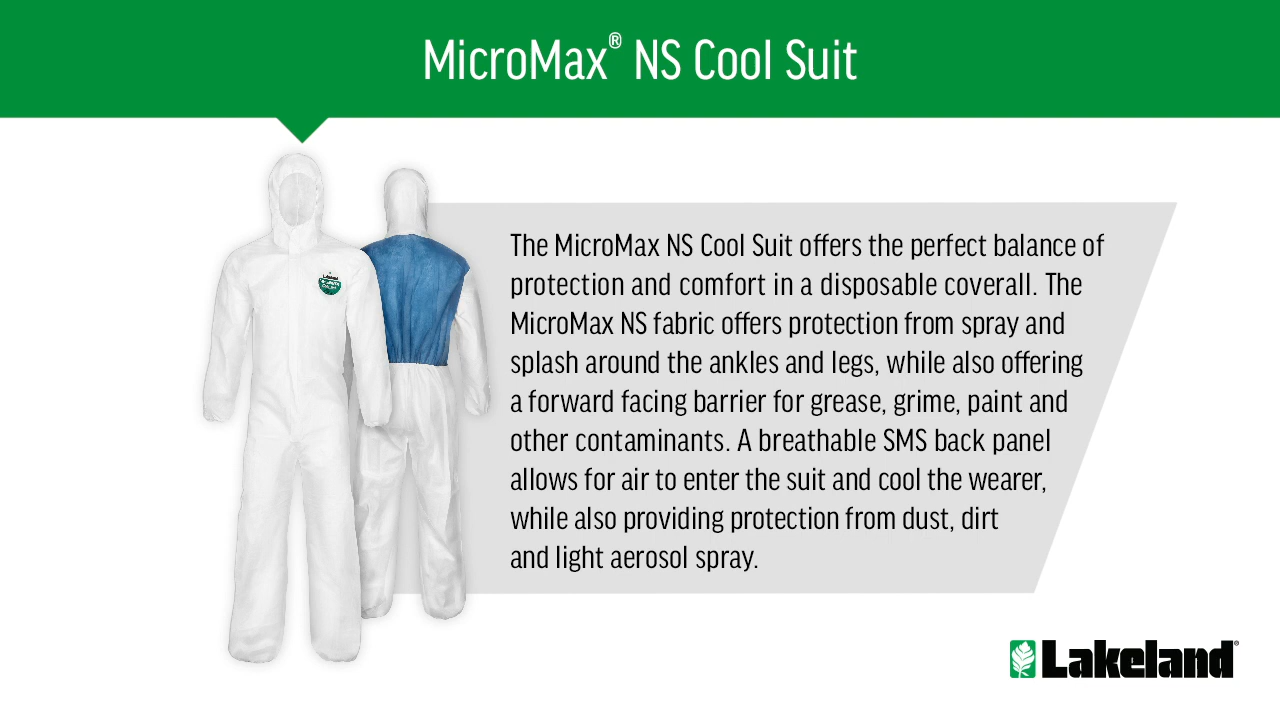 MicroMax® NS Cool Suit
The MicroMax NS Cool Suit offers the perfect balance of
protection and comfort in a disposable coverall. The
MicroMax NS fabric offers protection from spray and
splash around the ankles and legs, while also offering
a forward facing barrier for grease, grime, paint and
other contaminants. A breathable SMS back panel
allows for air to enter the suit and cool the wearer,
while also providing protection from dust, dirt
and light aerosol spray.
Lakeland®